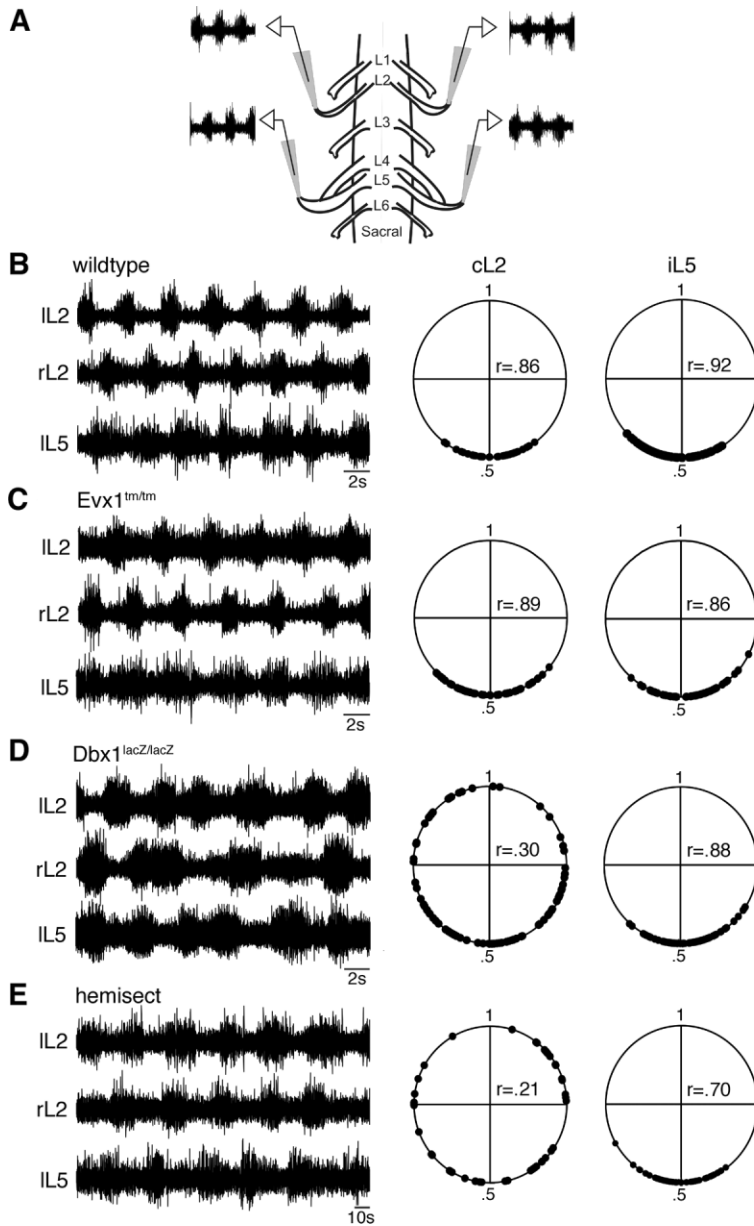 A
L1
L2
L3
L4
L5
L6
Sacral
B wildtype cL2 iL5
1 1
lL2
r=.86 r=.92
rL2
lL5
.5 .5
2s
C Evx1tm/tm
1 1
lL2
r=.89 r=.86
rL2
lL5
.5 .5
2s
D Dbx1lacZ/lacZ
1 1
lL2
r=.30 r=.88
rL2
lL5
.5 .5
2s
E hemisect
1 1
lL2
r=.21 r=.70
rL2
lL5
.5 .5
10s